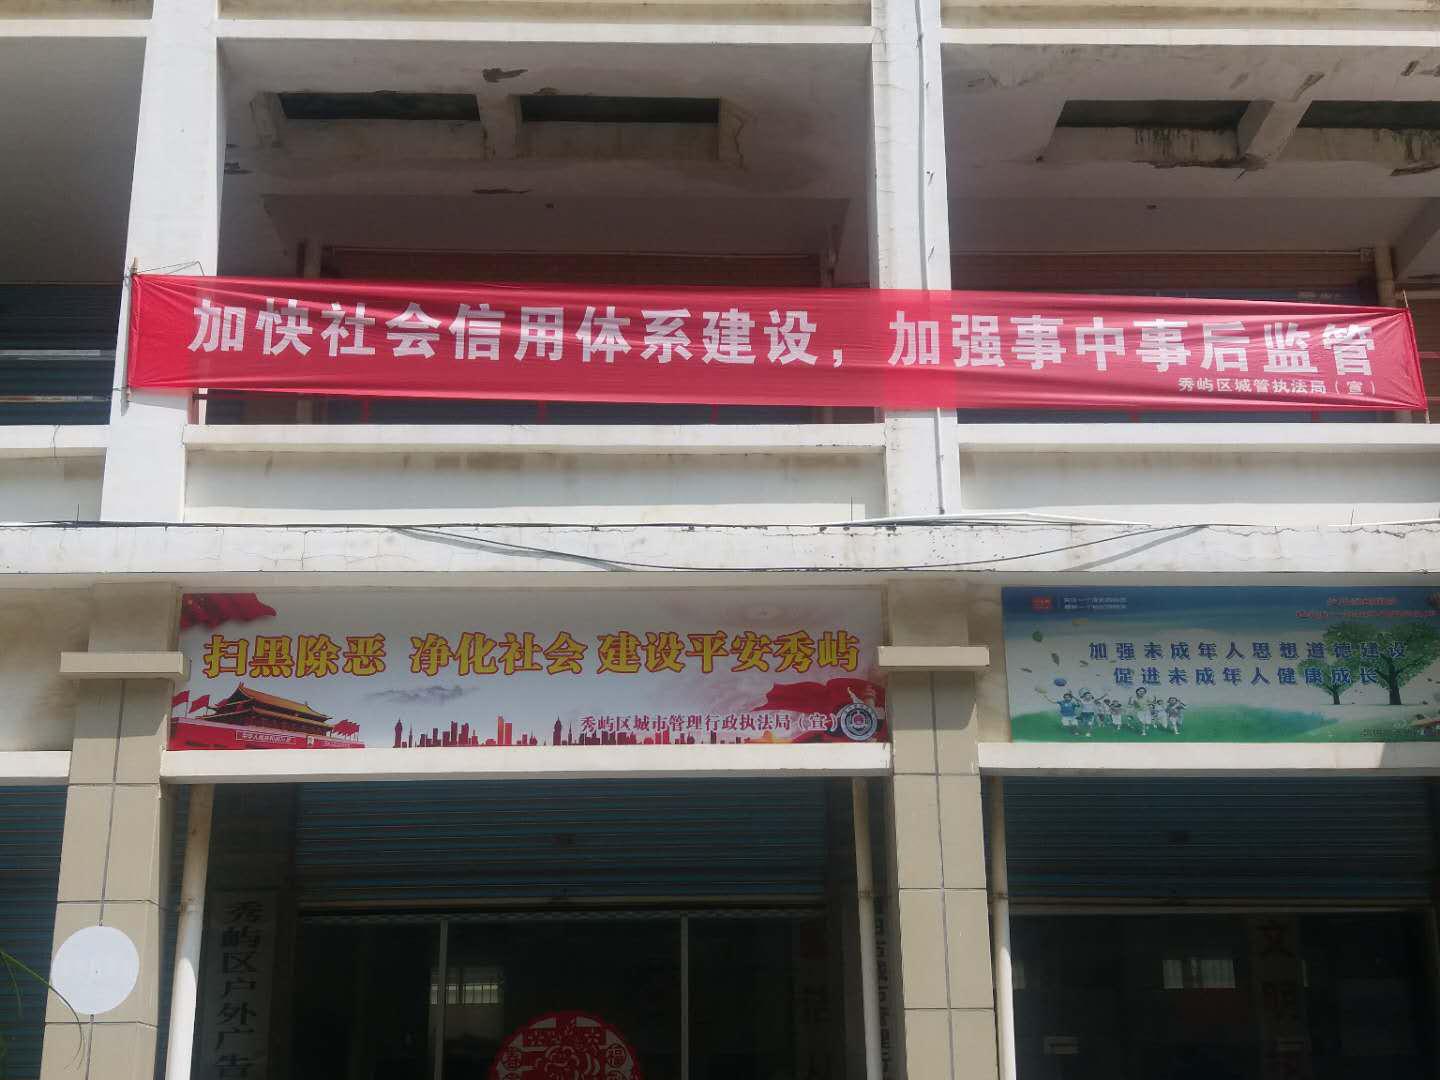 加快社会信用体系建设，加强事中事后监管
秀屿区城管执法局（宣）
扫黑除恶 净化社会 建设平安秀屿
秀屿区城市管理行政执法局（宣）
加强未成年人思想道德建设
促进未成年人健康成长
秀屿区户外广告
文明